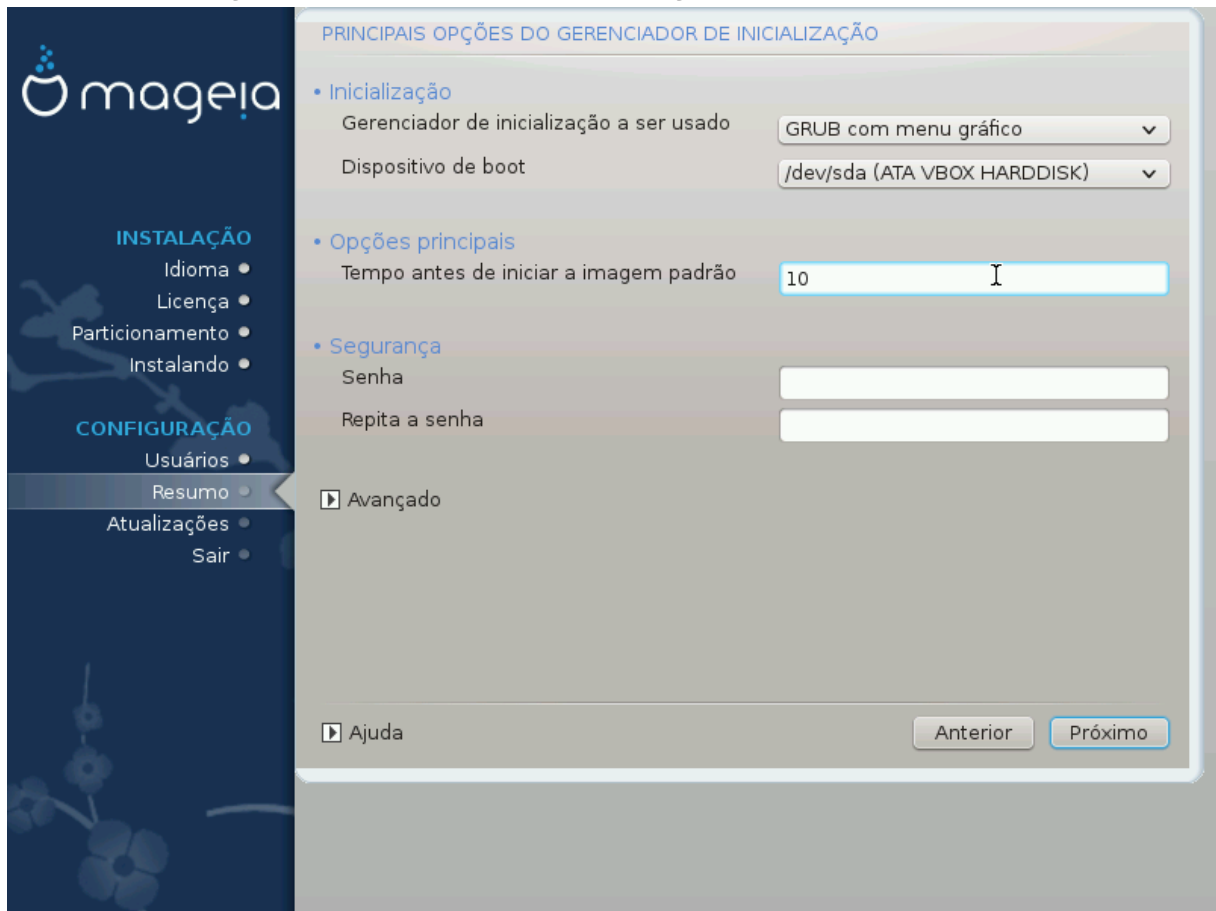 mageia
INSTALAÇÃO
Idioma
Licença
Particionamento
Instalando
CONFIGURAÇÃO
Usuários
Resumo
Atualizações
Sair
PRINCIPAIS OPÇÕES DO GERENCIADOR DE INICIALIZAÇÃO
• Inicialização
Gerenciador de inicialização a ser usado GRUB com menu gráfico
Dispositivo de boot /dev/sda (ATA VBOX HARDDISK)
• Opções principais
Tempo antes de iniciar a imagem padrão 10
• Segurança
Senha
Repita a senha
Avançado
Ajuda Anterior Próximo